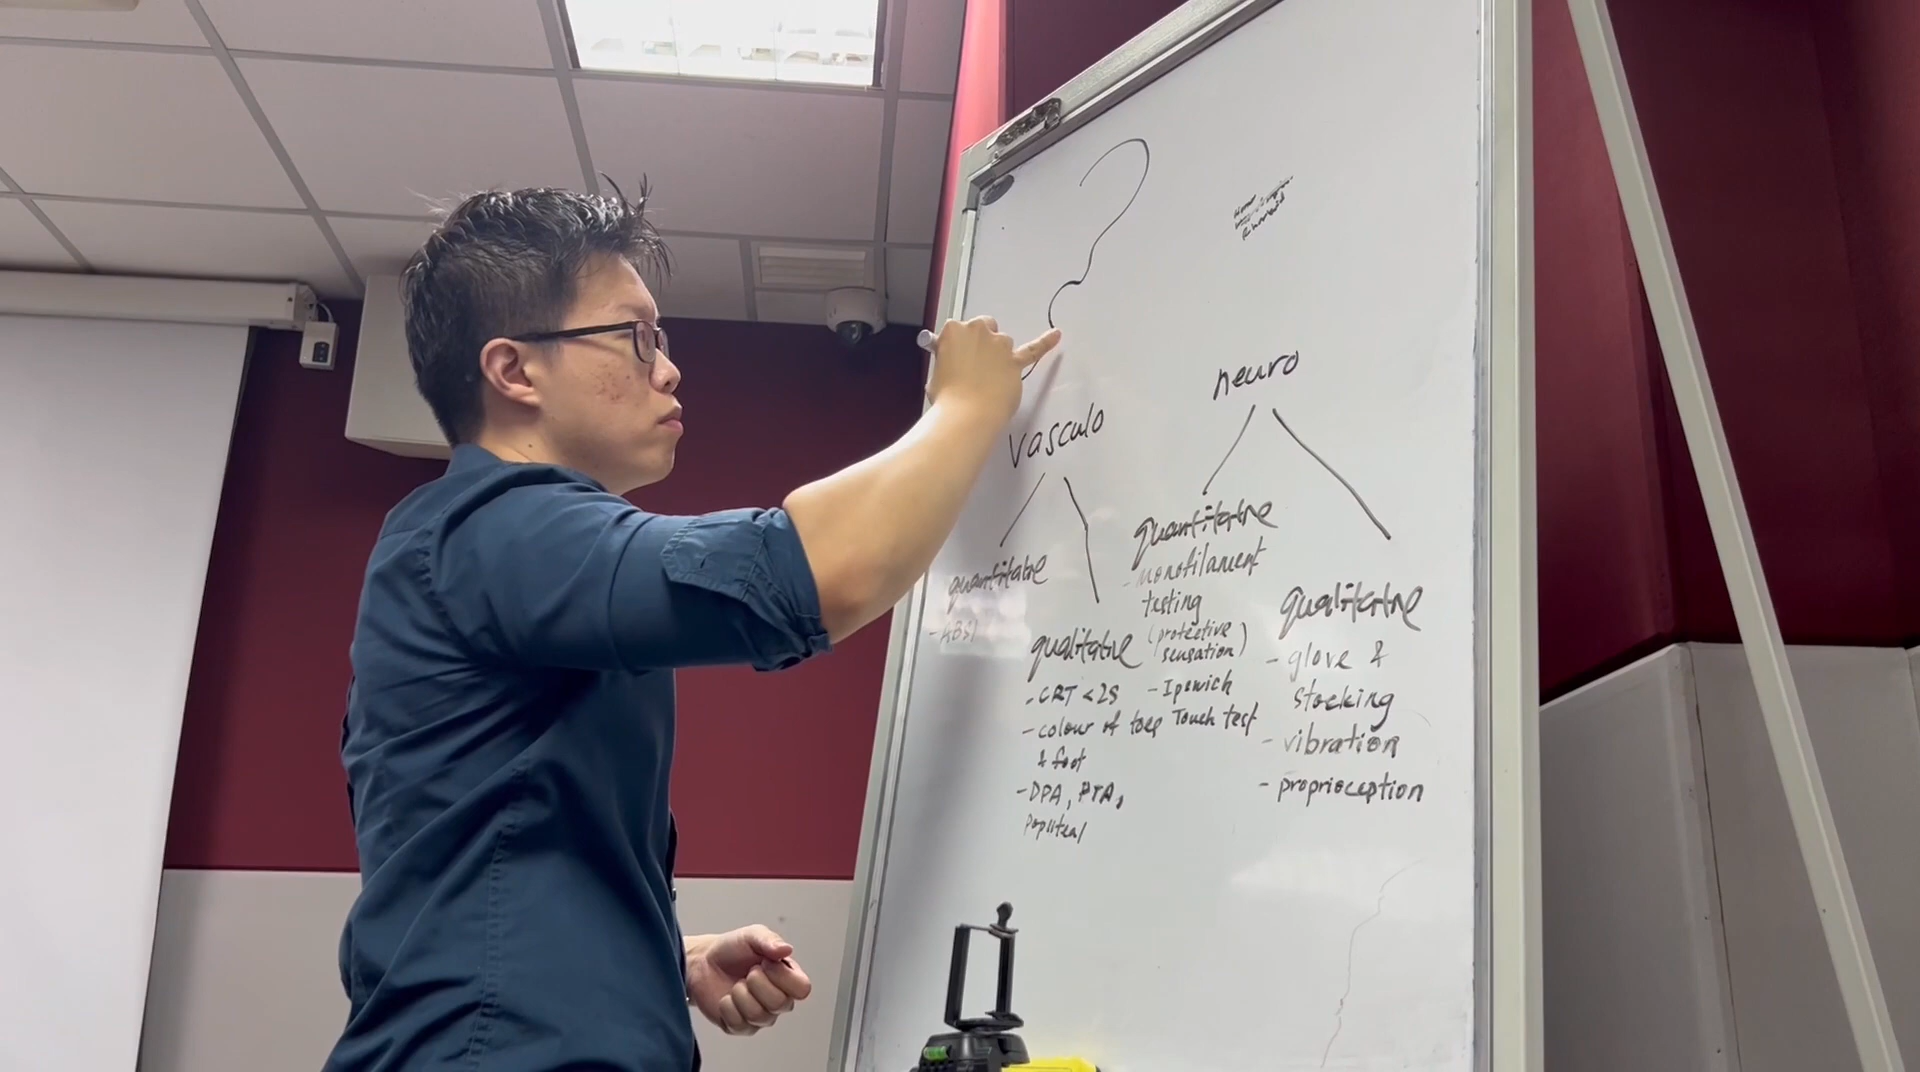 neuro
vasculo
quantitative
- ABSI
qualitative
- CRT <2S
- colour of toes
& foot
- DPA, PTA,
Popliteal
quantitative
- monofilament
testing
(protective
sensation)
- Ipswich
Touch test
qualitative
- glove &
stocking
- vibration
- proprioception